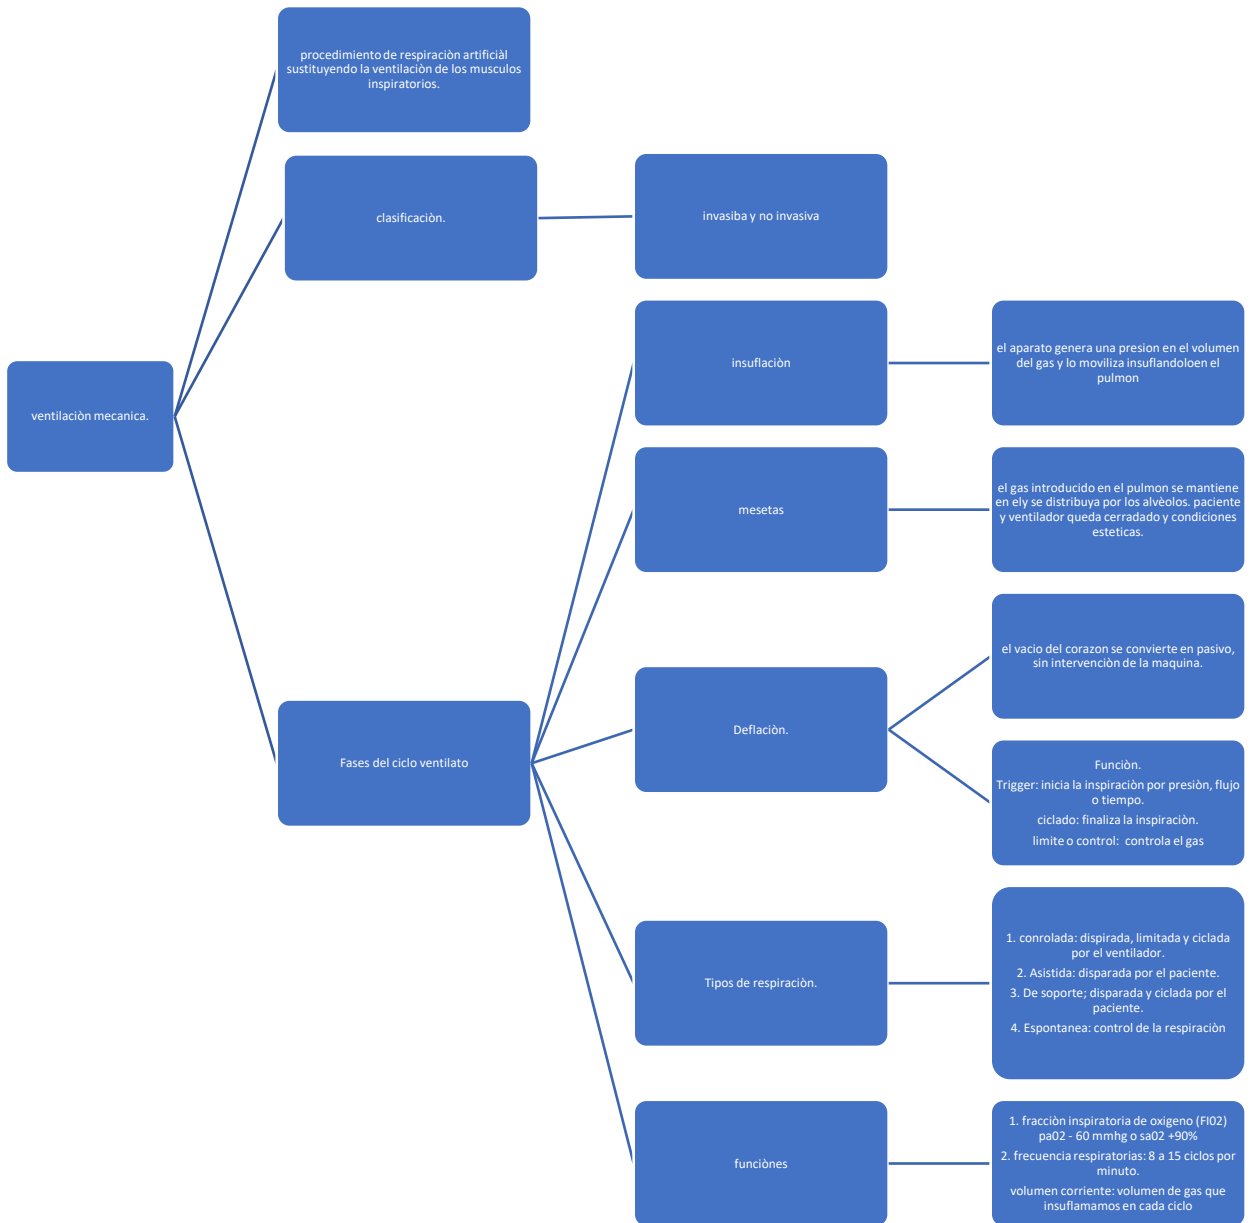 procedimiento de respiraciòn artificiàl
sustituyendo la ventilaciòn de los musculos
inspiratorios.
clasificaciòn.
invasiba y no invasiva
insuflaciòn
el aparato genera una presion en el volumen
del gas y lo moviliza insuflandoloen el
pulmon
ventilaciòn mecanica.
mesetas
el gas introducido en el pulmon se mantiene
en ely se distribuya por los alvèolos. paciente
y ventilador queda cerradado y condiciones
esteticas.
Fases del ciclo ventilato
Deflaciòn.
el vacio del corazon se convierte en pasivo,
sin intervenciòn de la maquina.
Funciòn.
Trigger: inicia la inspiraciòn por presiòn, flujo
o tiempo.
ciclado: finaliza la inspiraciòn.
limite o control: controla el gas
Tipos de respiraciòn.
1. conrolada: dispirada, limitada y ciclada
por el ventilador.
2. Asistida: disparada por el paciente.
3. De soporte; disparada y ciclada por el
paciente.
4. Espontanea: control de la respiraciòn
funciònes
1. fracciòn inspiratoria de oxigeno (FI02)
pa02 - 60 mmhg o sa02 +90%
2. frecuencia respiratorias: 8 a 15 ciclos por
minuto.
volumen corriente: volumen de gas que
insuflamamos en cada ciclo